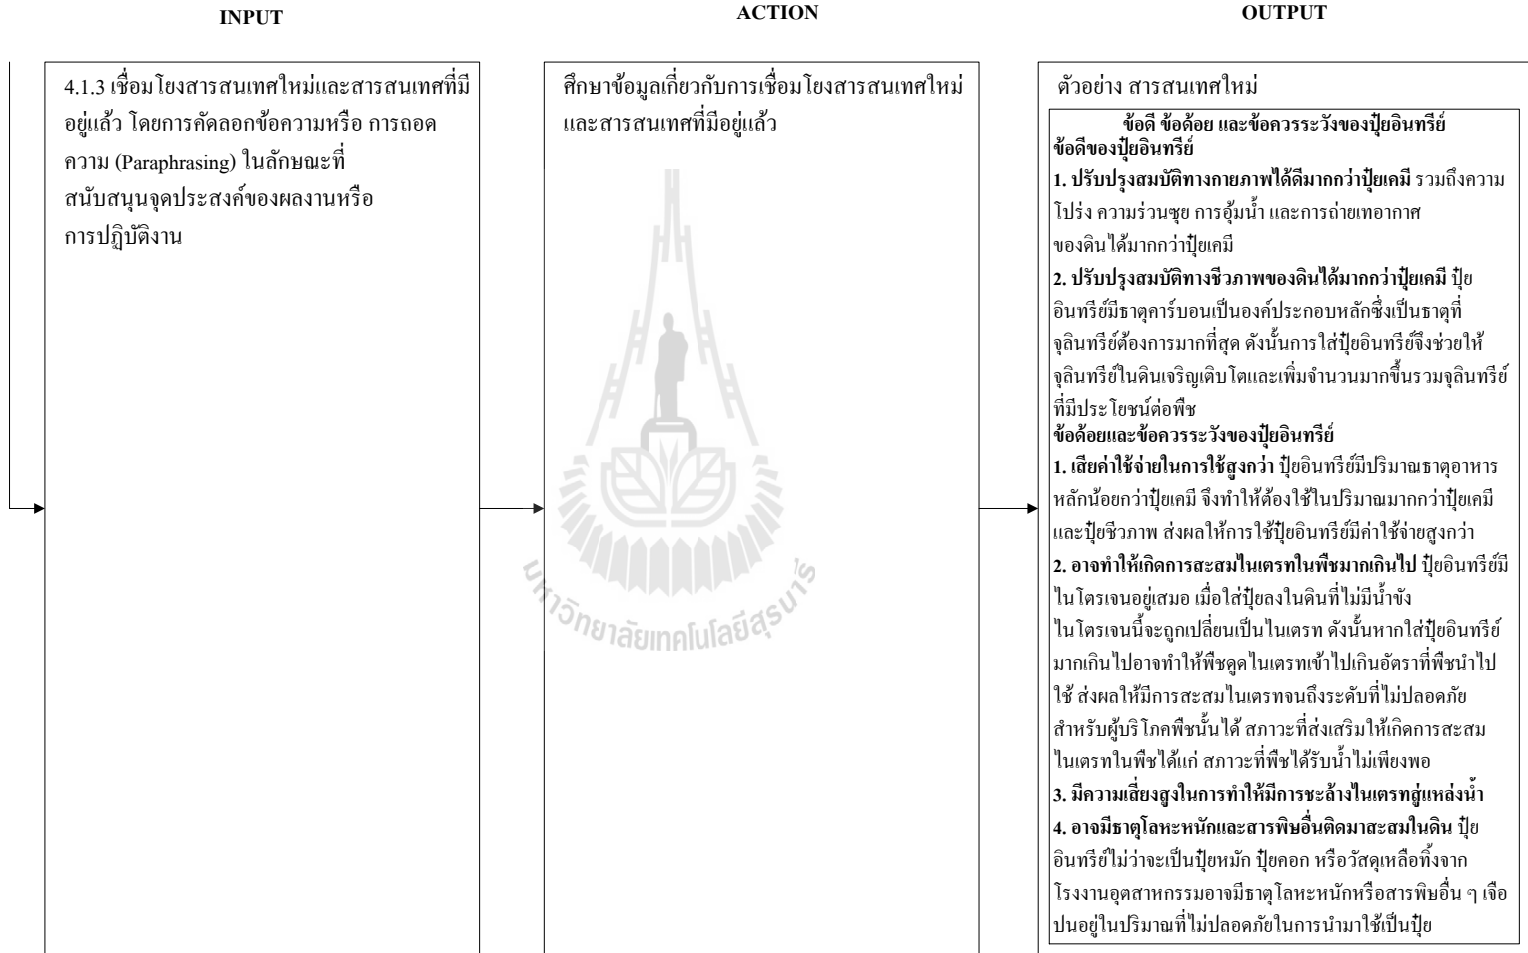 INPUT
ACTION
OUTPUT
4.1.3 เชื่อมโยงสารสนเทศใหม่และสารสนเทศที่มี
อยู่แล้ว โดยการคัดลอกข้อความหรือ การถอด
ความ (Paraphrasing) ในลักษณะที่
สนับสนุนจุดประสงค์ของผลงานหรือ
การปฏิบัติงาน
ศึกษาข้อมูลเกี่ยวกับการเชื่อมโยงสารสนเทศใหม่
และสารสนเทศที่มีอยู่แล้ว
มหาวิทยาลัยเทคโนโลยีสุรนารี
ตัวอย่าง สารสนเทศใหม่
ข้อดี ข้อด้อย และข้อควรระวังของปุ๋ยอินทรีย์
ข้อดีของปุ๋ยอินทรีย์
1. ปรับปรุงสมบัติทางกายภาพได้ดีมากกว่าปุ๋ยเคมี รวมถึงความ
โปร่ง ความร่วนซุย การอุ้มน้ำ และการถ่ายเทอากาศ
ของดินได้มากกว่าปุ๋ยเคมี
2. ปรับปรุงสมบัติทางชีวภาพของดินได้มากกว่าปุ๋ยเคมี ปุ๋ย
อินทรีย์มีธาตุคาร์บอนเป็นองค์ประกอบหลักซึ่งเป็นธาตุที่
จุลินทรีย์ต้องการมากที่สุด ดังนั้นการใส่ปุ๋ยอินทรีย์จึงช่วยให้
จุลินทรีย์ในดินเจริญเติบโตและเพิ่มจำนวนมากขึ้นรวมจุลินทรีย์
ที่มีประโยชน์ต่อพืช
ข้อด้อยและข้อควรระวังของปุ๋ยอินทรีย์
1. เสียค่าใช้จ่ายในการใช้สูงกว่า ปุ๋ยอินทรีย์มีปริมาณธาตุอาหาร
หลักน้อยกว่าปุ๋ยเคมี จึงทำให้ต้องใช้ในปริมาณมากกว่าปุ๋ยเคมี
และปุ๋ยชีวภาพ ส่งผลให้การใช้ปุ๋ยอินทรีย์มีค่าใช้จ่ายสูงกว่า
2. อาจทำให้เกิดการสะสมไนเตรทในพืชมากเกินไป ปุ๋ยอินทรีย์มี
ไนโตรเจนอยู่เสมอ เมื่อใส่ปุ๋ยลงในดินที่ไม่มีน้ำขัง
ไนโตรเจนนี้จะถูกเปลี่ยนเป็นไนเตรท ดังนั้นหากใส่ปุ๋ยอินทรีย์
มากเกินไปอาจทำให้พืชดูดไนเตรทเข้าไปเกินอัตราที่พืชนำไป
ใช้ ส่งผลให้มีการสะสมไนเตรทจนถึงระดับที่ไม่ปลอดภัย
สำหรับผู้บริโภคพืชนั้นได้ สภาวะที่ส่งเสริมให้เกิดการสะสม
ไนเตรทในพืชได้แก่ สภาวะที่พืชได้รับน้ำไม่เพียงพอ
3. มีความเสี่ยงสูงในการทำให้มีการชะล้างไนเตรทสู่แหล่งน้ำ
4. อาจมีธาตุโลหะหนักและสารพิษอื่นติดมาสะสมในดิน ปุ๋ย
อินทรีย์ไม่ว่าจะเป็นปุ๋ยหมัก ปุ๋ยคอก หรือวัสดุเหลือทิ้งจาก
โรงงานอุตสาหกรรมอาจมีธาตุโลหะหนักหรือสารพิษอื่น ๆ เจือ
ปนอยู่ในปริมาณที่ไม่ปลอดภัยในการนำมาใช้เป็นปุ๋ย